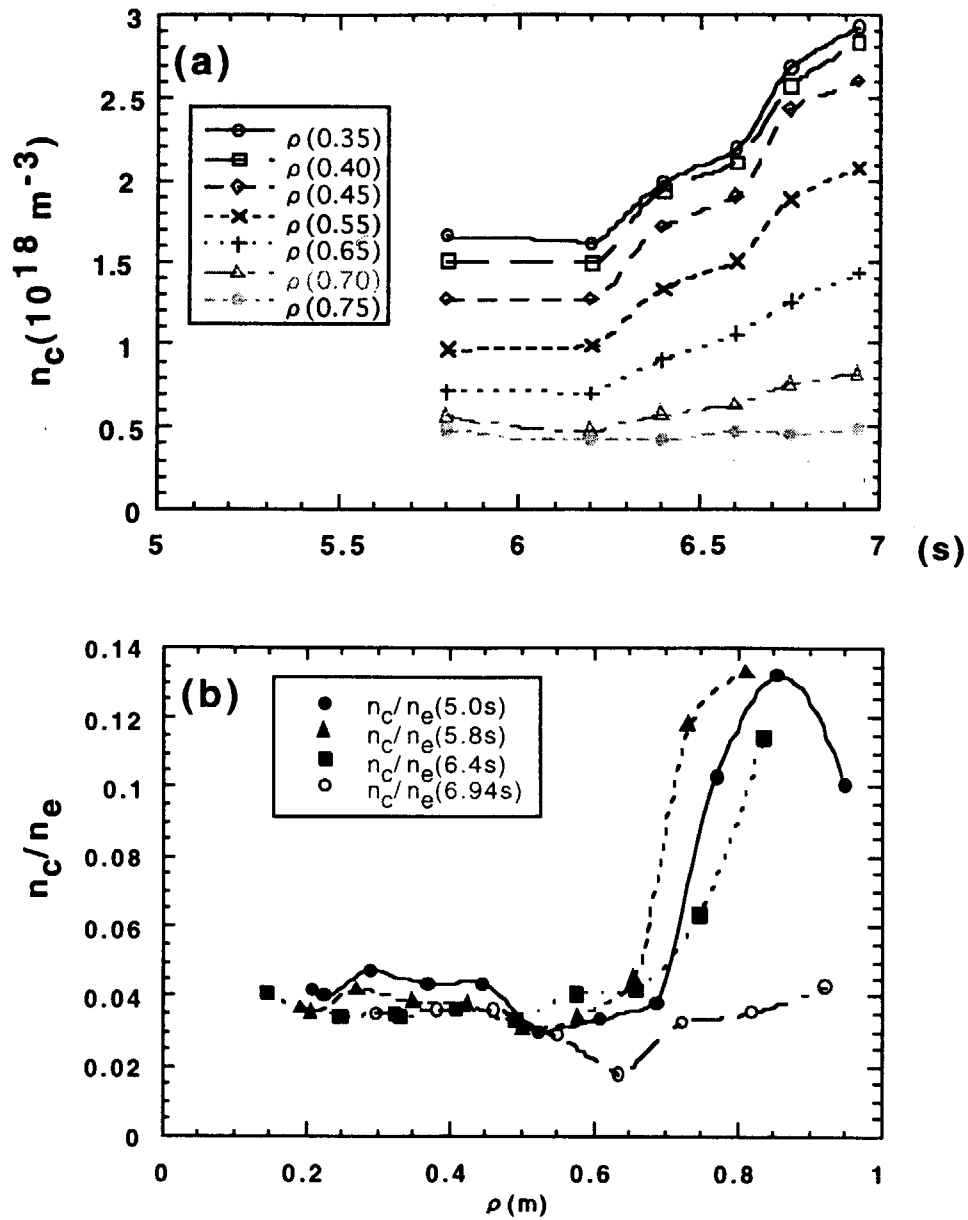 (a)
3
2.5
2
1.5
1
0.5
0
n_c(10^18 m^-3)
ρ(0.35)
ρ(0.40)
ρ(0.45)
ρ(0.55)
ρ(0.65)
ρ(0.70)
ρ(0.75)
5 5.5 6 6.5 7 (s)
(b)
0.14
0.12
0.1
0.08
0.06
0.04
0.02
0
n_c/n_e
n_c/n_e(5.0s)
n_c/n_e(5.8s)
n_c/n_e(6.4s)
n_c/n_e(6.94s)
0 0.2 0.4 0.6 0.8 1
ρ(m)